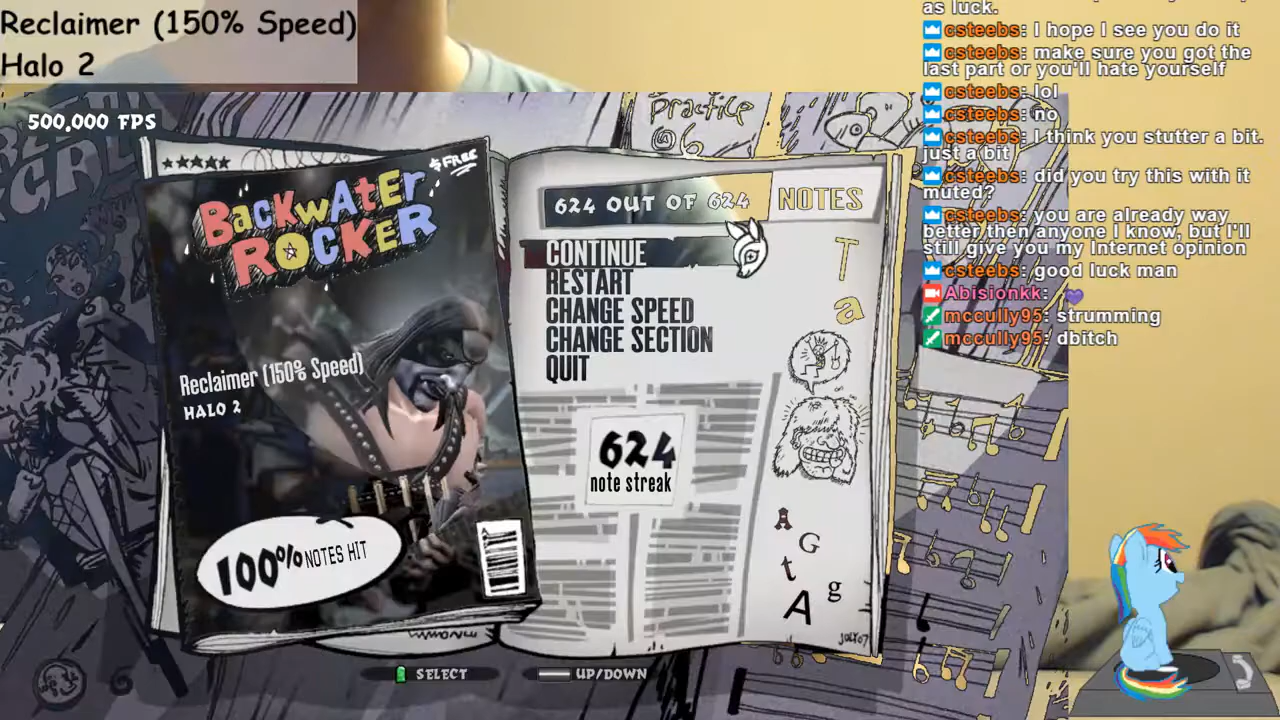 Reclaimer (150% Speed)
Halo 2
500,000 FPS
Practice
@6
$ FREE
BACKWATER
ROCKER
Reclaimer (150% Speed)
HALO 2
100% NOTES HIT
624 OUT OF 624
NOTES
CONTINUE
RESTART
CHANGE SPEED
CHANGE SECTION
QUIT
624
note streak
T
a
A
G
t
g
A
JOLY07
SELECT
UP/DOWN
as luck.
csteebs: I hope I see you do it
csteebs: make sure you got the
last part or you'll hate yourself
csteebs: lol
csteebs: no
csteebs: I think you stutter a bit.
just a bit
csteebs: did you try this with it
muted?
csteebs: you are already way
better then anyone I know, but I'll
still give you my Internet opinion
csteebs: good luck man
Abisionkk:
mccully95: strumming
mccully95: dbitch